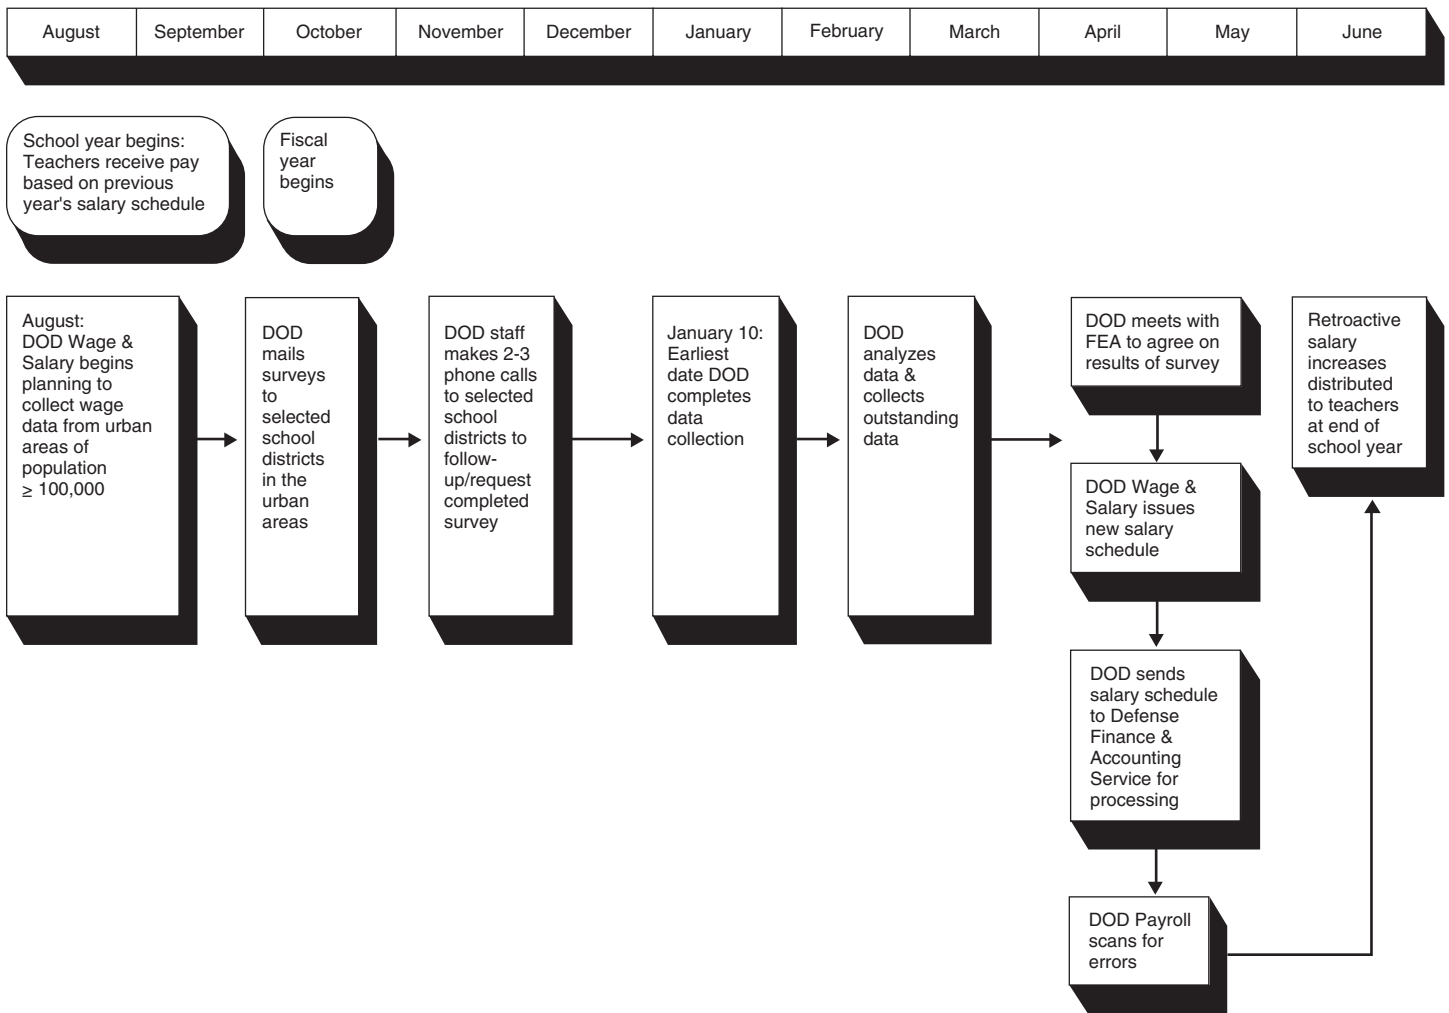 August September October November December January February March April May June
School year begins:
Teachers receive pay
based on previous
year's salary schedule
Fiscal
year
begins
August:
DOD Wage &
Salary begins
planning to
collect wage
data from urban
areas of
population
≥ 100,000
DOD
mails
surveys
to
selected
school
districts
in the
urban
areas
DOD staff
makes 2-3
phone calls
to selected
school
districts to
follow-
up/request
completed
survey
January 10:
Earliest
date DOD
completes
data
collection
DOD
analyzes
data &
collects
outstanding
data
DOD meets with
FEA to agree on
results of survey
DOD Wage &
Salary issues
new salary
schedule
DOD sends
salary schedule
to Defense
Finance &
Accounting
Service for
processing
DOD Payroll
scans for
errors
Retroactive
salary
increases
distributed
to teachers
at end of
school year